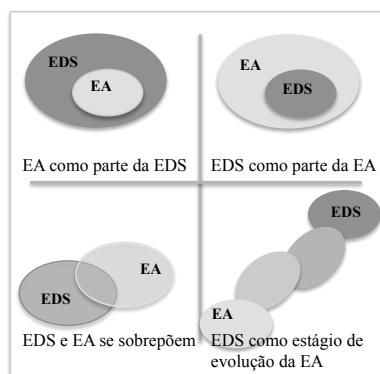 EDS
EA
EA como parte da EDS
EA
EDS
EDS como parte da EA
EA
EDS
EDS e EA se sobrepõem
EDS
EA
EDS como estágio de
evolução da EA